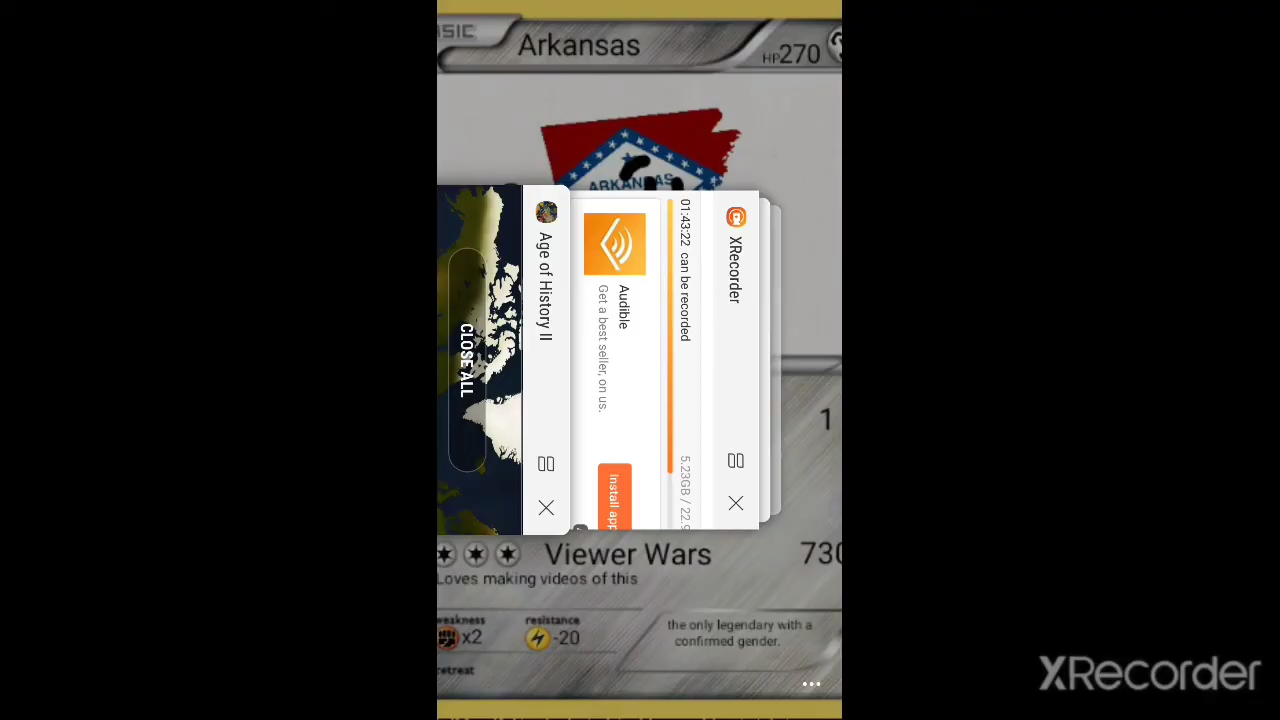 Arkansas
HP270
ARKANSAS
XRecorder
01:43:22 can be recorded
5.23GB / 22.9
Audible
Get a best seller, on us.
Install app
Age of History II
CLOSE ALL
1
Viewer Wars
730
Loves making videos of this
weakness
x2
resistance
-20
retreat
the only legendary with a
confirmed gender.
XRecorder